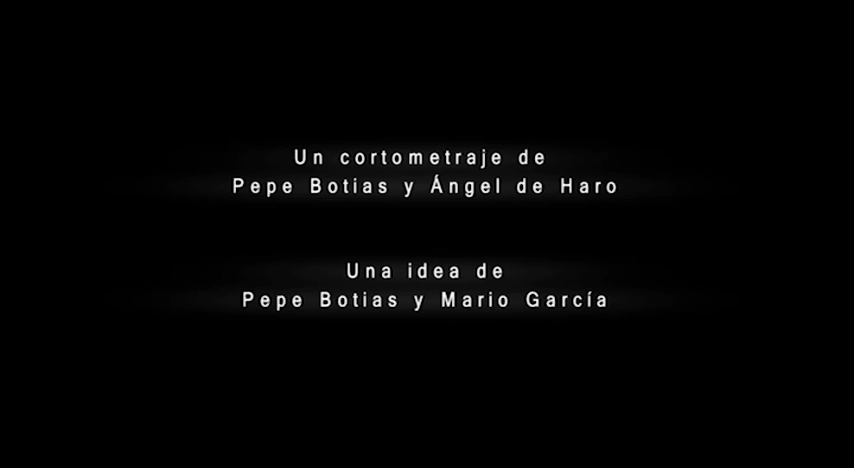 Un cortometraje de
Pepe Botias y Ángel de Haro
Una idea de
Pepe Botias y Mario García